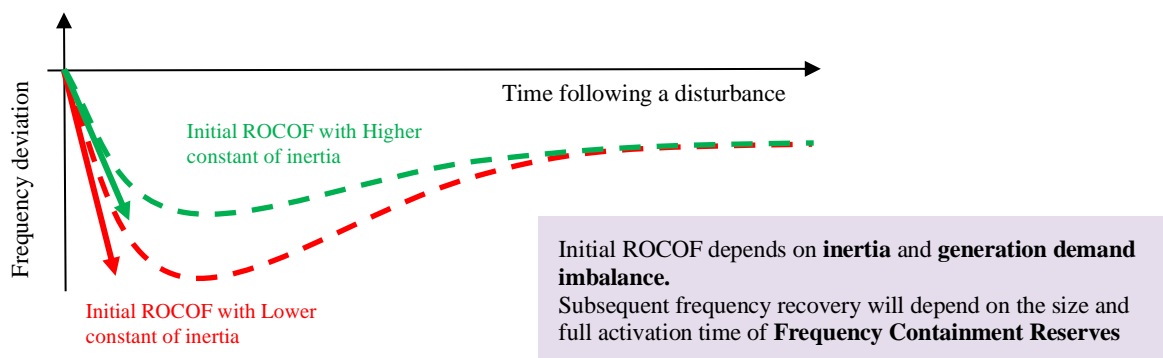 Frequency deviation
Time following a disturbance
Initial ROCOF with Higher
constant of inertia
Initial ROCOF with Lower
constant of inertia
Initial ROCOF depends on inertia and generation demand
imbalance.
Subsequent frequency recovery will depend on the size and
full activation time of Frequency Containment Reserves